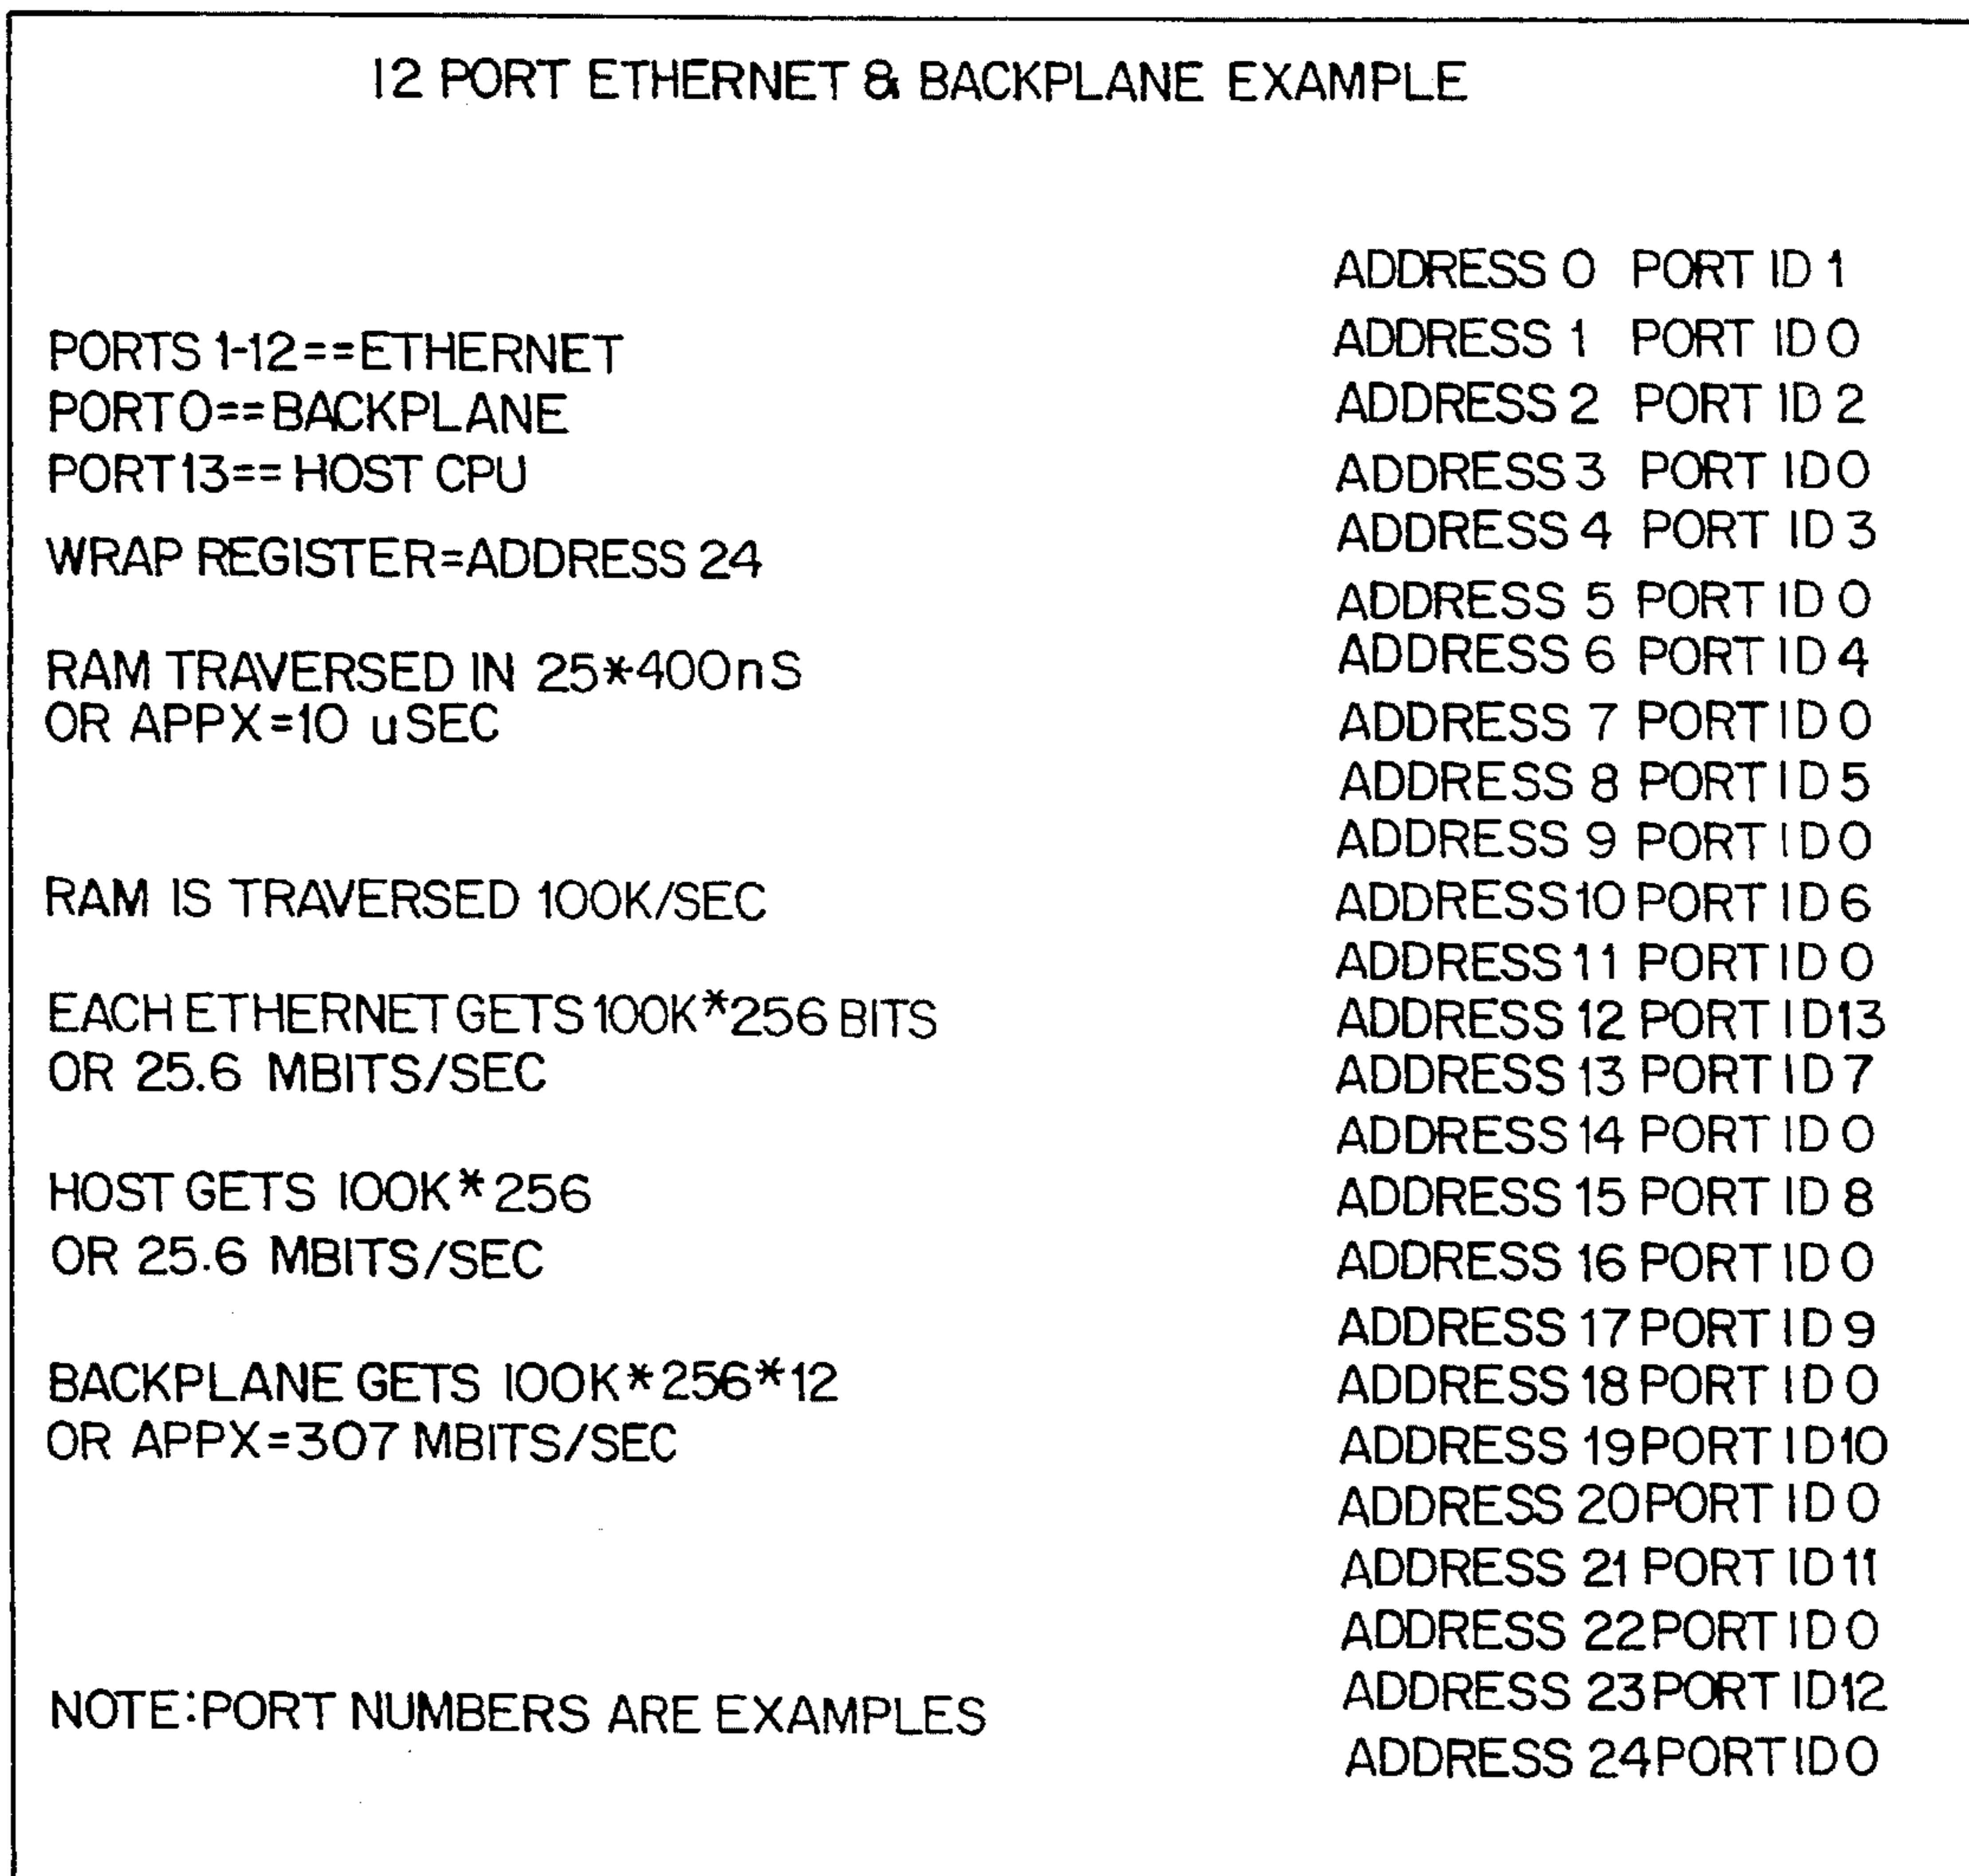 12 PORT ETHERNET & BACKPLANE EXAMPLE
PORTS 1-12==ETHERNET
PORT 0==BACKPLANE
PORT 13== HOST CPU
WRAP REGISTER=ADDRESS 24
RAM TRAVERSED IN 25*400nS
OR APPX=10 uSEC
RAM IS TRAVERSED 100K/SEC
EACH ETHERNET GETS 100K*256 BITS
OR 25.6 MBITS/SEC
HOST GETS 100K*256
OR 25.6 MBITS/SEC
BACKPLANE GETS 100K*256*12
OR APPX=307 MBITS/SEC
NOTE:PORT NUMBERS ARE EXAMPLES
ADDRESS 0 PORT ID 1
ADDRESS 1 PORT ID 0
ADDRESS 2 PORT ID 2
ADDRESS 3 PORT ID 0
ADDRESS 4 PORT ID 3
ADDRESS 5 PORT ID 0
ADDRESS 6 PORT ID 4
ADDRESS 7 PORT ID 0
ADDRESS 8 PORT ID 5
ADDRESS 9 PORT ID 0
ADDRESS 10 PORT ID 6
ADDRESS 11 PORT ID 0
ADDRESS 12 PORT ID 13
ADDRESS 13 PORT ID 7
ADDRESS 14 PORT ID 0
ADDRESS 15 PORT ID 8
ADDRESS 16 PORT ID 0
ADDRESS 17 PORT ID 9
ADDRESS 18 PORT ID 0
ADDRESS 19 PORT ID 10
ADDRESS 20 PORT ID 0
ADDRESS 21 PORT ID 11
ADDRESS 22 PORT ID 0
ADDRESS 23 PORT ID 12
ADDRESS 24 PORT ID 0